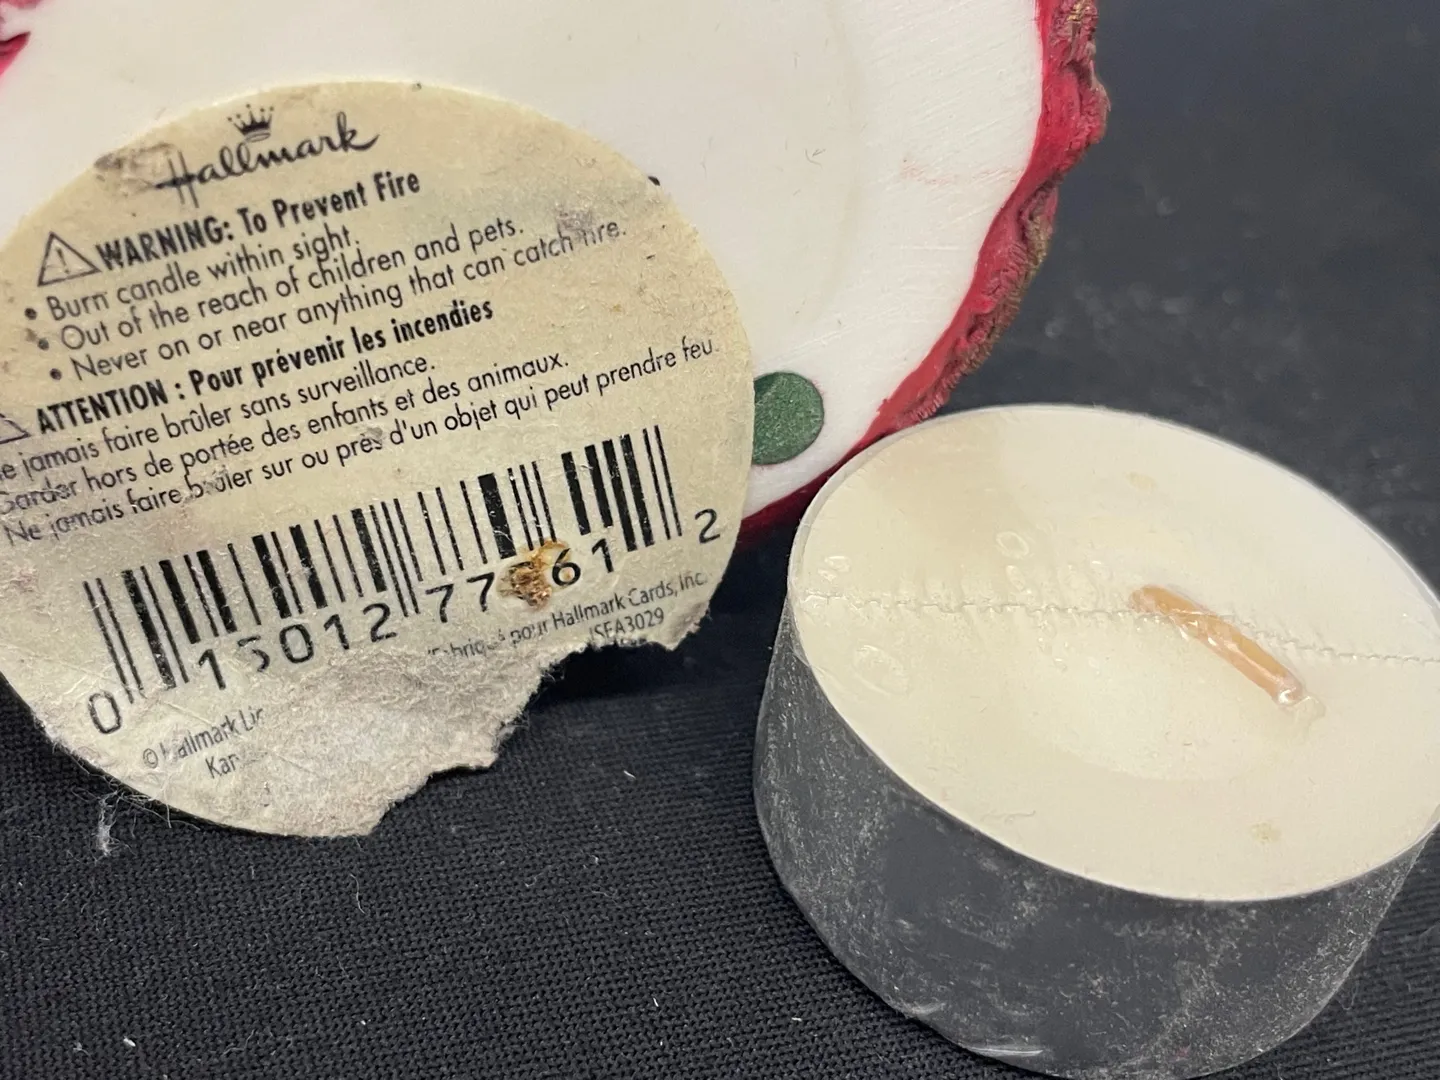 Hallmark
WARNING: To Prevent Fire
• Burn candle within sight.
• Out of the reach of children and pets.
• Never on or near anything that can catch fire.
ATTENTION : Pour prévenir les incendies
jamais faire brûler sans surveillance.
Garder hors de portée des enfants et des animaux.
Ne jamais faire brûler sur ou près d'un objet qui peut prendre feu.
0 15012 77 61 2
pour Hallmark Cards, Inc.
© Hallmark